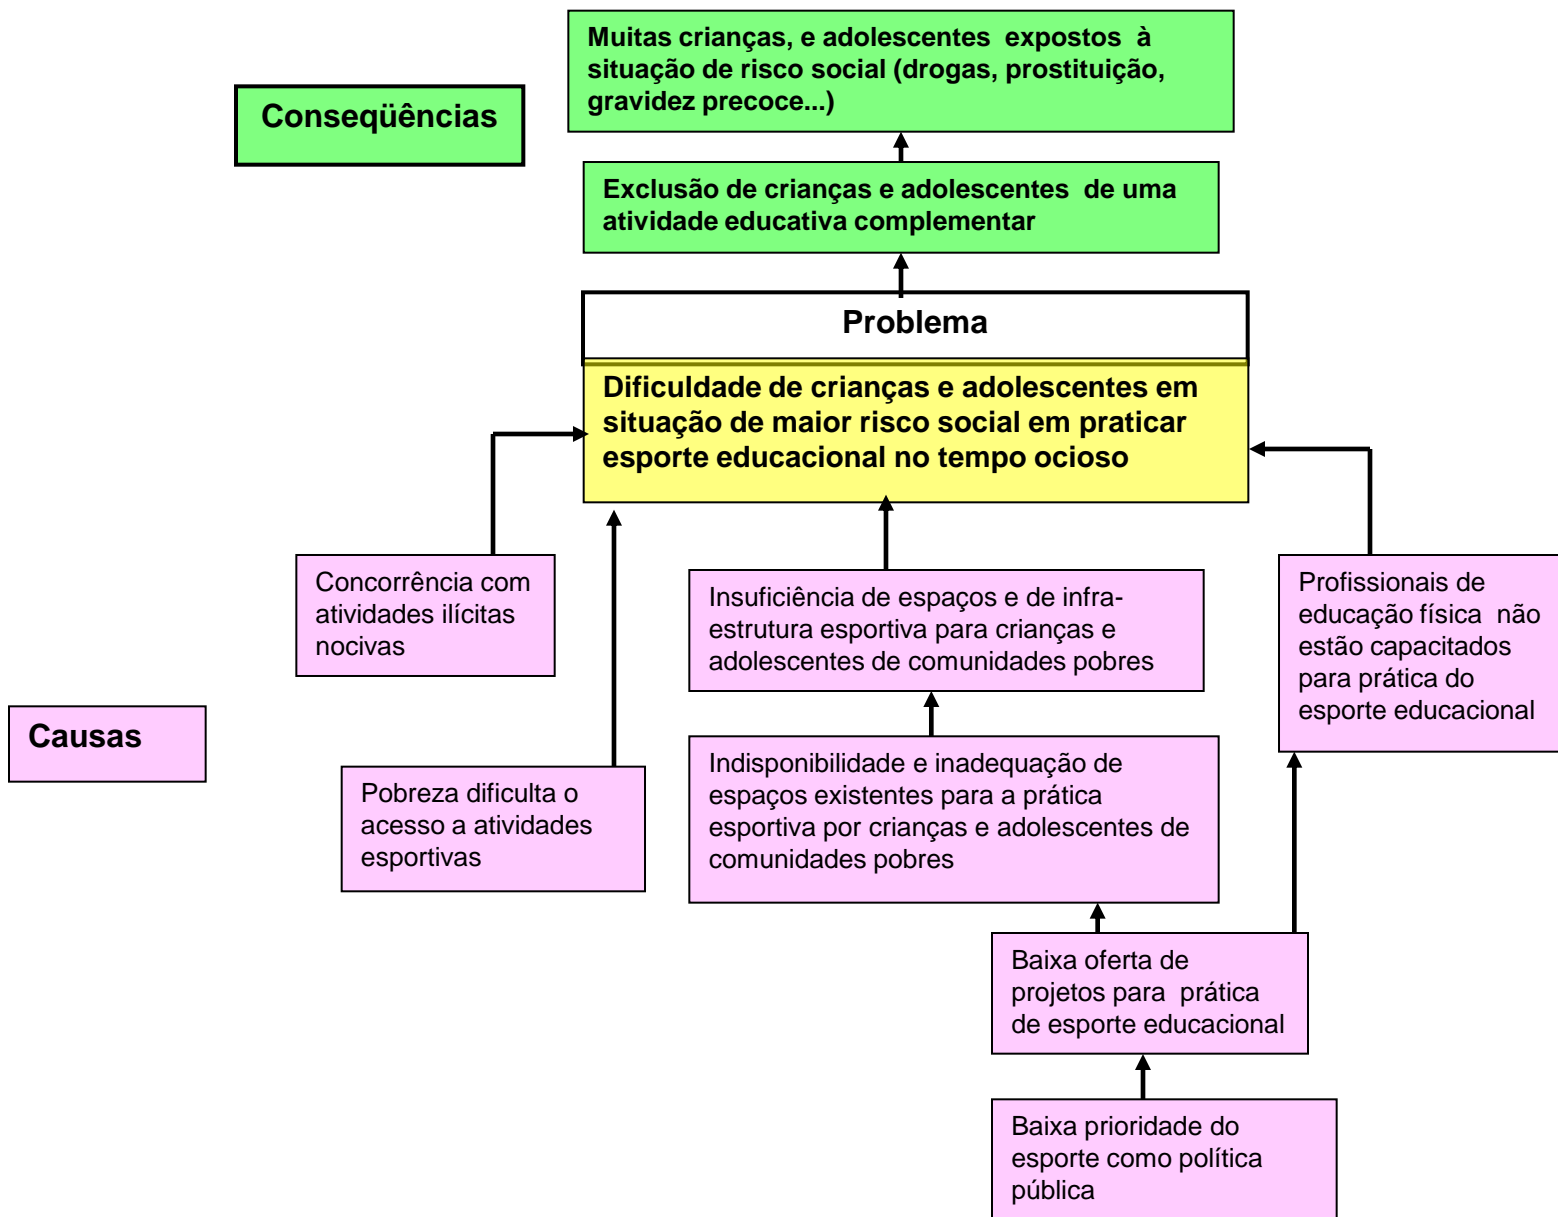 Muitas crianças, e adolescentes expostos à
situação de risco social (drogas, prostituição,
gravidez precoce...)
Conseqüências
Exclusão de crianças e adolescentes de uma
atividade educativa complementar
Problema
Dificuldade de crianças e adolescentes em
situação de maior risco social em praticar
esporte educacional no tempo ocioso
Concorrência com
atividades ilícitas
nocivas
Insuficiência de espaços e de infra-
estrutura esportiva para crianças e
adolescentes de comunidades pobres
Profissionais de
educação física não
estão capacitados
para prática do
esporte educacional
Causas
Pobreza dificulta o
acesso a atividades
esportivas
Indisponibilidade e inadequação de
espaços existentes para a prática
esportiva por crianças e adolescentes de
comunidades pobres
Baixa oferta de
projetos para prática
de esporte educacional
Baixa prioridade do
esporte como política
pública